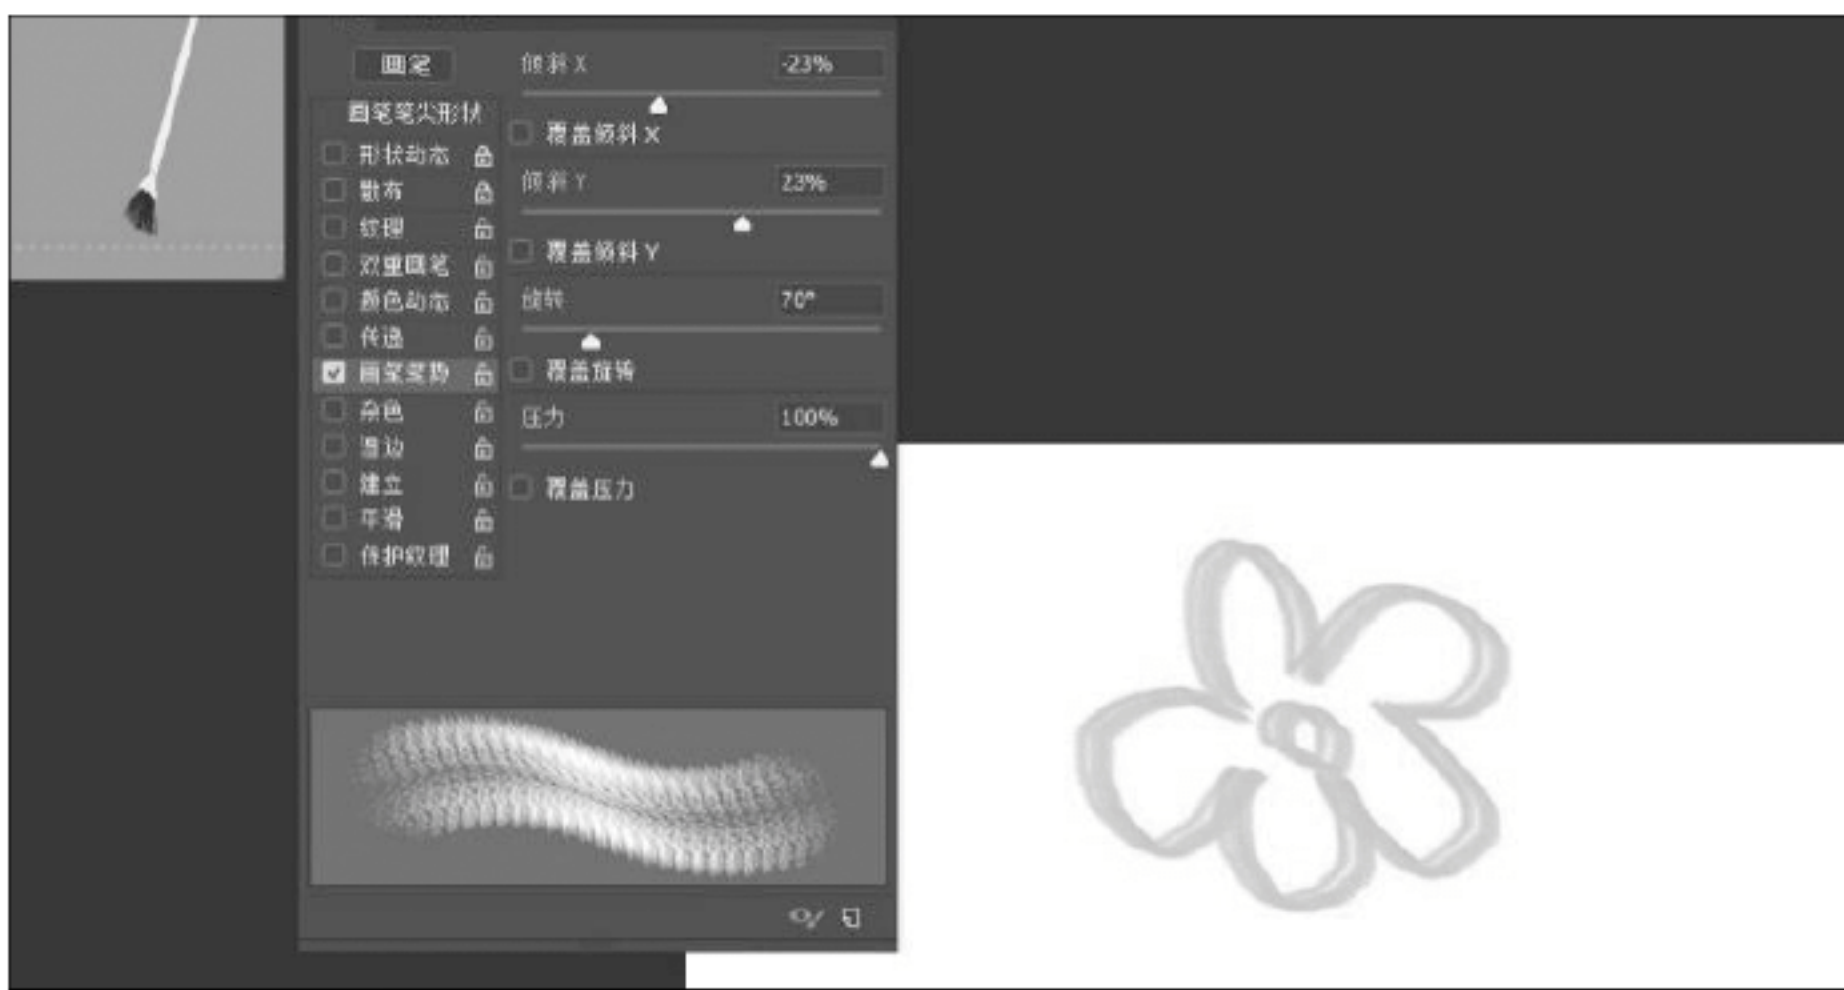 画笔
画笔笔尖形状
形状动态
散布
纹理
双重画笔
颜色动态
传递
画笔笔势
杂色
湿边
建立
平滑
保护纹理
倾斜 X -23%
覆盖倾斜 X
倾斜 Y 23%
覆盖倾斜 Y
旋转 70°
覆盖旋转
压力 100%
覆盖压力